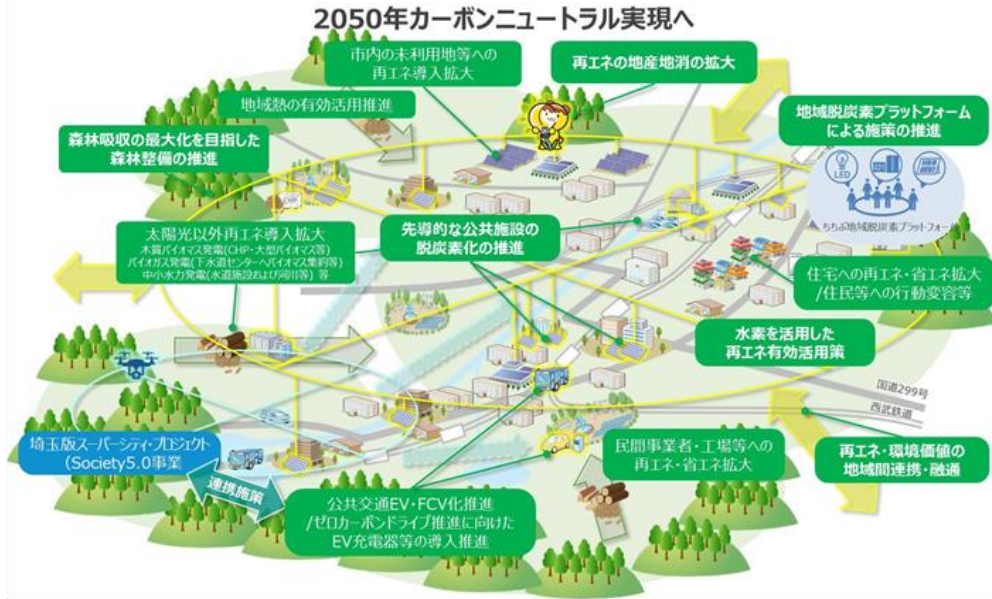 2050年カーボンニュートラル実現へ
市内の未利用地等への
再エネ導入拡大
再エネの地産地消の拡大
地域熱の有効活用推進
地域脱炭素プラットフォーム
による施策の推進
森林吸収の最大化を目指した
森林整備の推進
LED
CHP
ちちぶ地域脱炭素プラットフォー
太陽光以外再エネ導入拡大
木質バイオマス発電(CHP・大型バイオマス等)
バイオガス発電(下水道センターへバイオマス集約等)
中小水力発電(水道施設および河川等) 等
先導的な公共施設の
脱炭素化の推進
住宅への再エネ・省エネ拡大
/住民等への行動変容等
水素を活用した
再エネ有効活用策
国道299号
西武鉄道
埼玉版スーパーシティ・プロジェクト
(Society5.0事業
連携施策
公共交通EV・FCV化推進
/ゼロカーボンドライブ推進に向けた
EV充電器等の導入推進
民間事業者・工場等への
再エネ・省エネ拡大
再エネ・環境価値の
地域間連携・融通